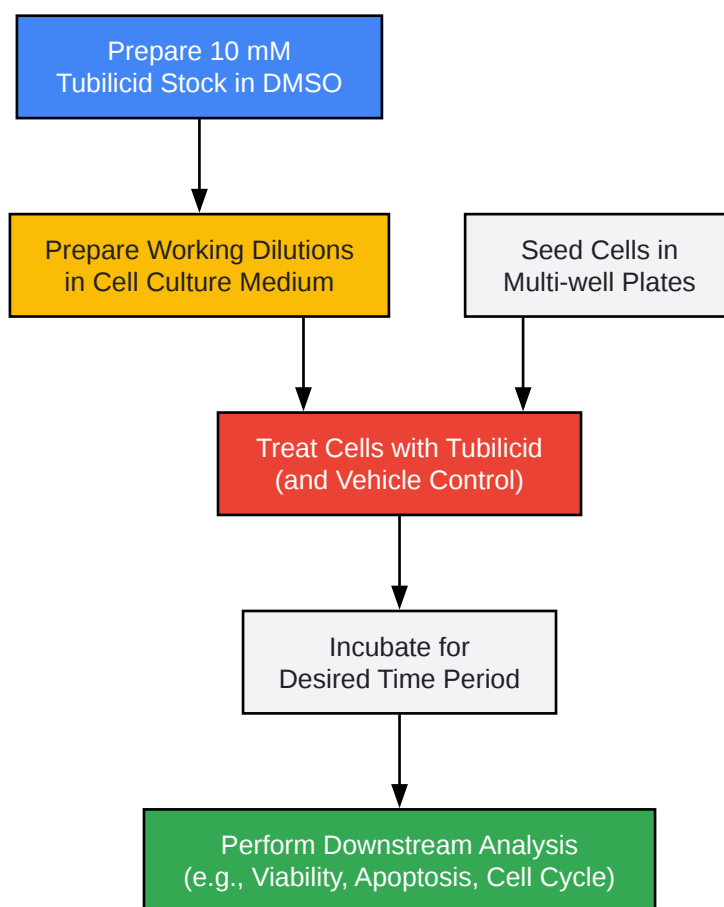 Prepare 10 mM
Tubilicid Stock in DMSO
Prepare Working Dilutions
in Cell Culture Medium
Seed Cells in
Multi-well Plates
Treat Cells with Tubilicid
(and Vehicle Control)
Incubate for
Desired Time Period
Perform Downstream Analysis
(e.g., Viability, Apoptosis, Cell Cycle)